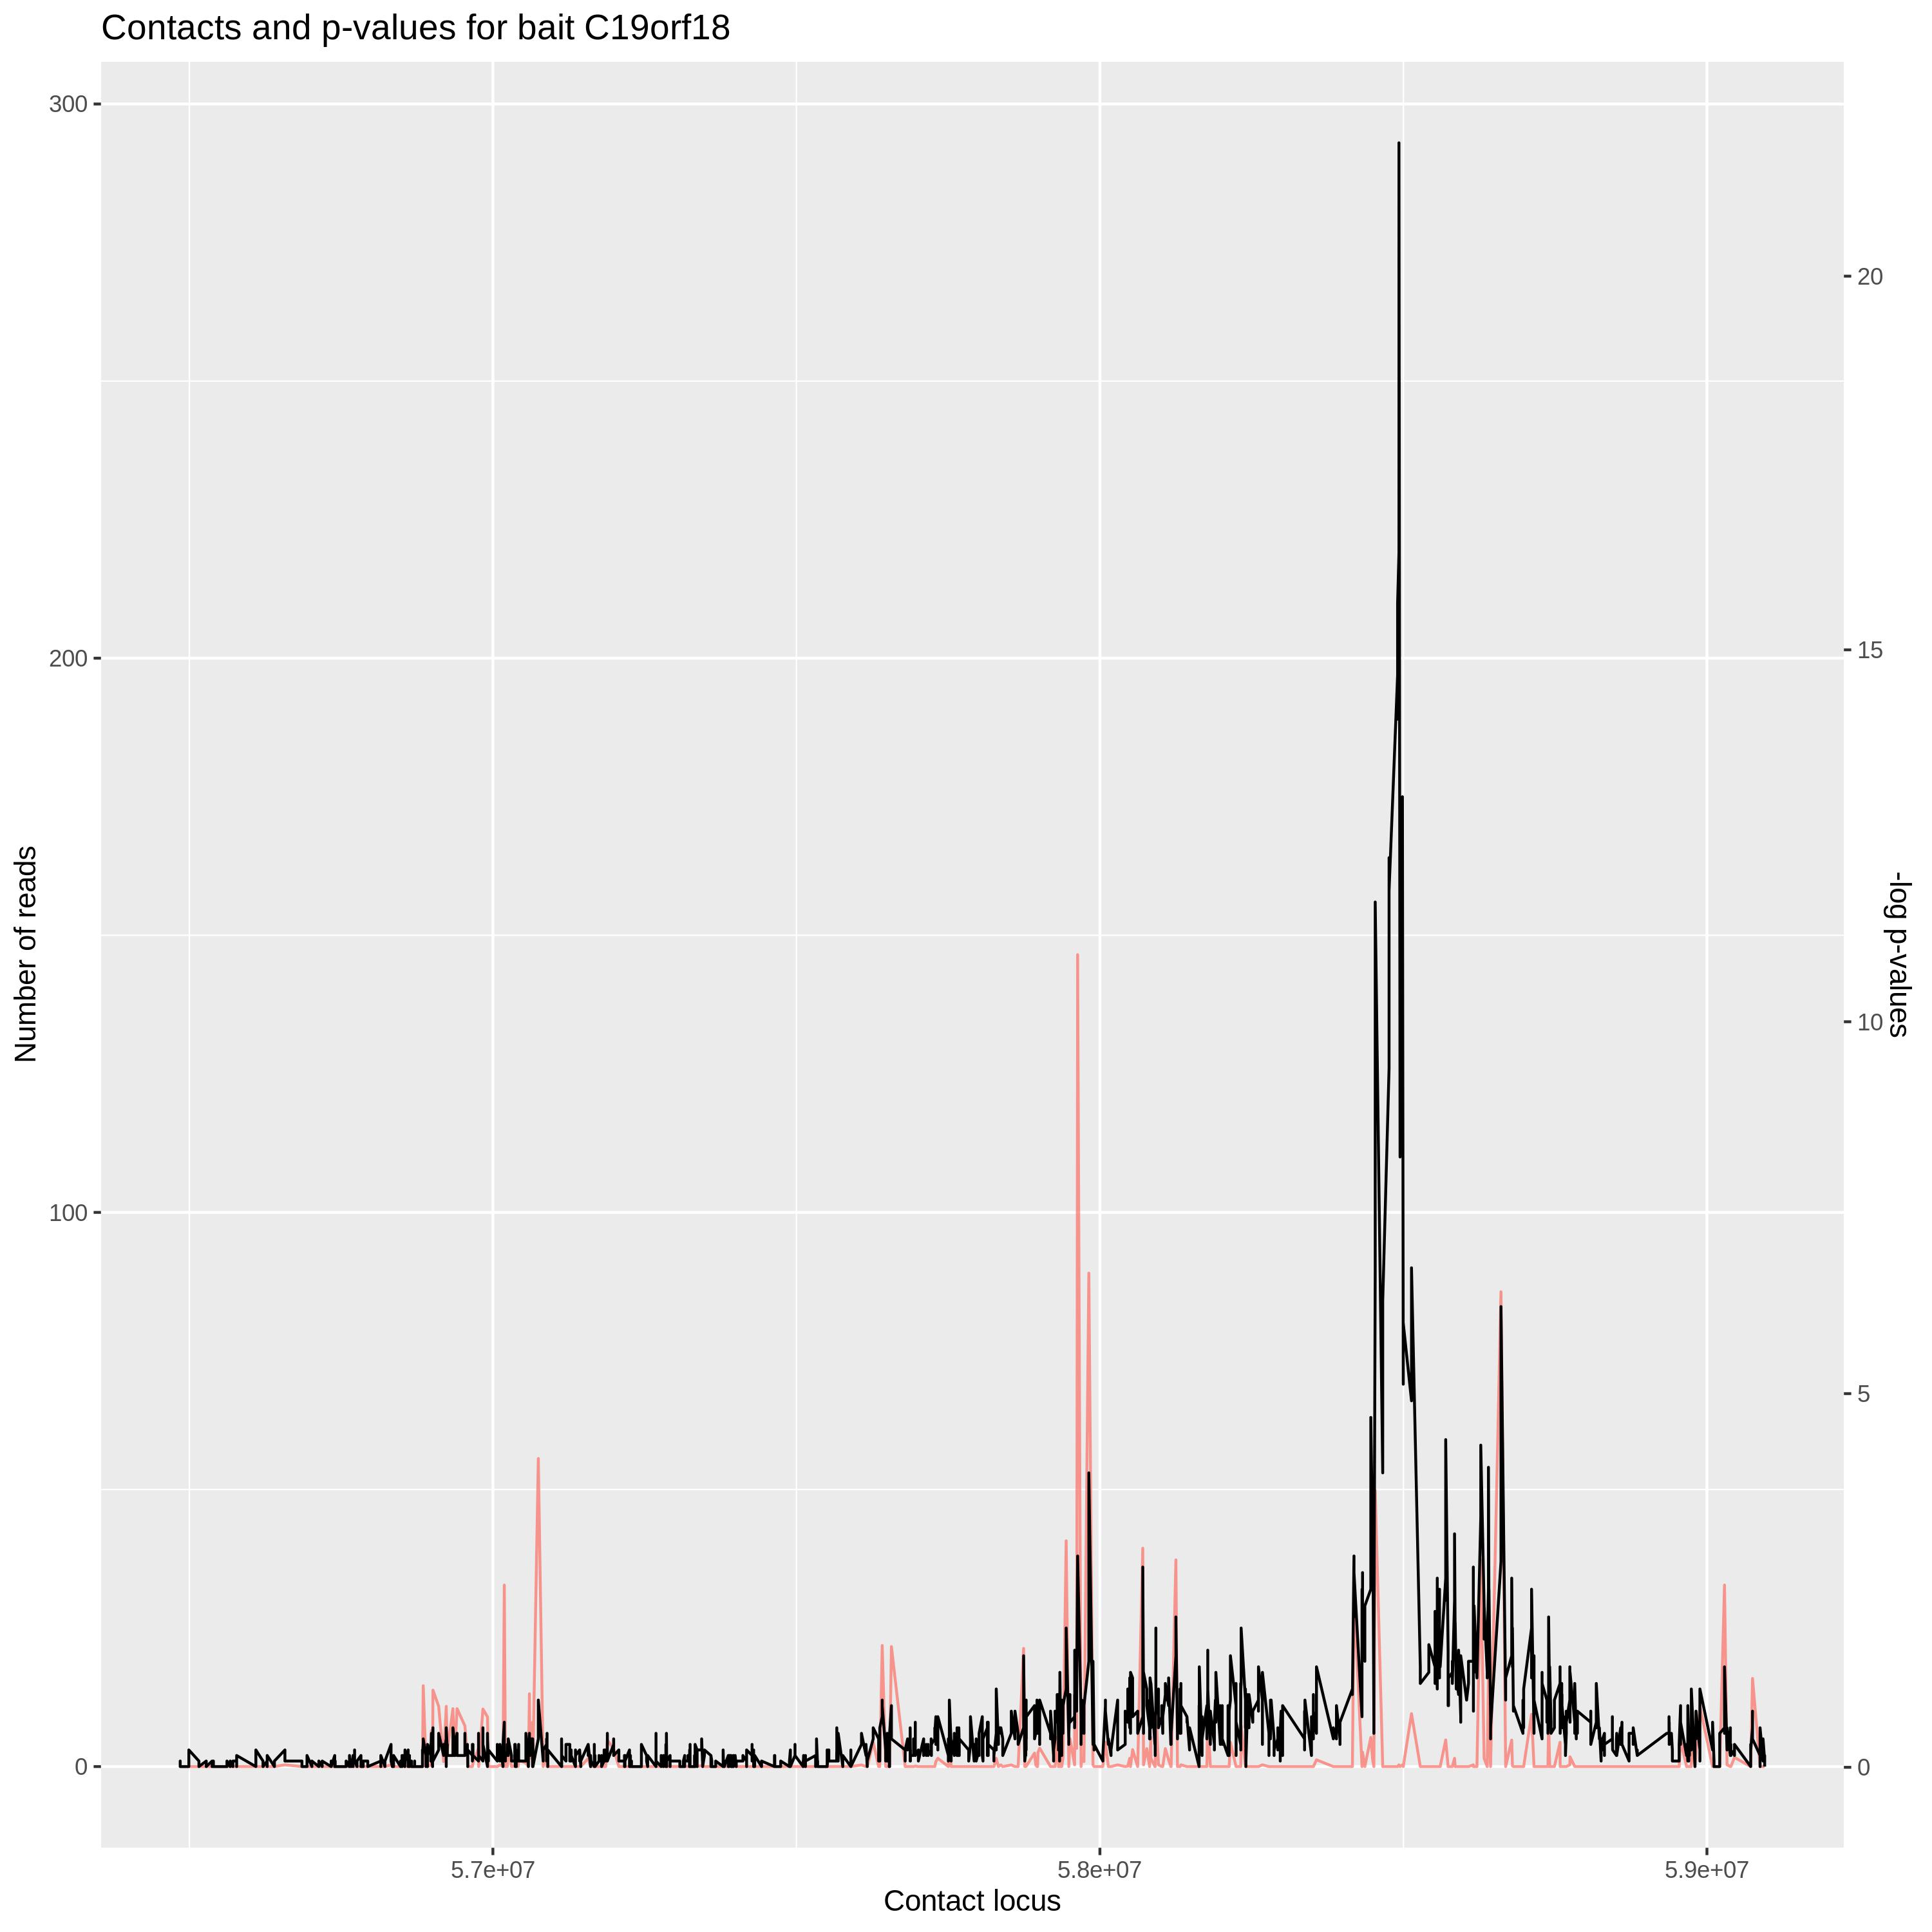 Contacts and p-values for bait C19orf18
300
200
100
0
Number of reads
20
15
10
5
0
-log p-values
5.7e+07
5.8e+07
5.9e+07
Contact locus